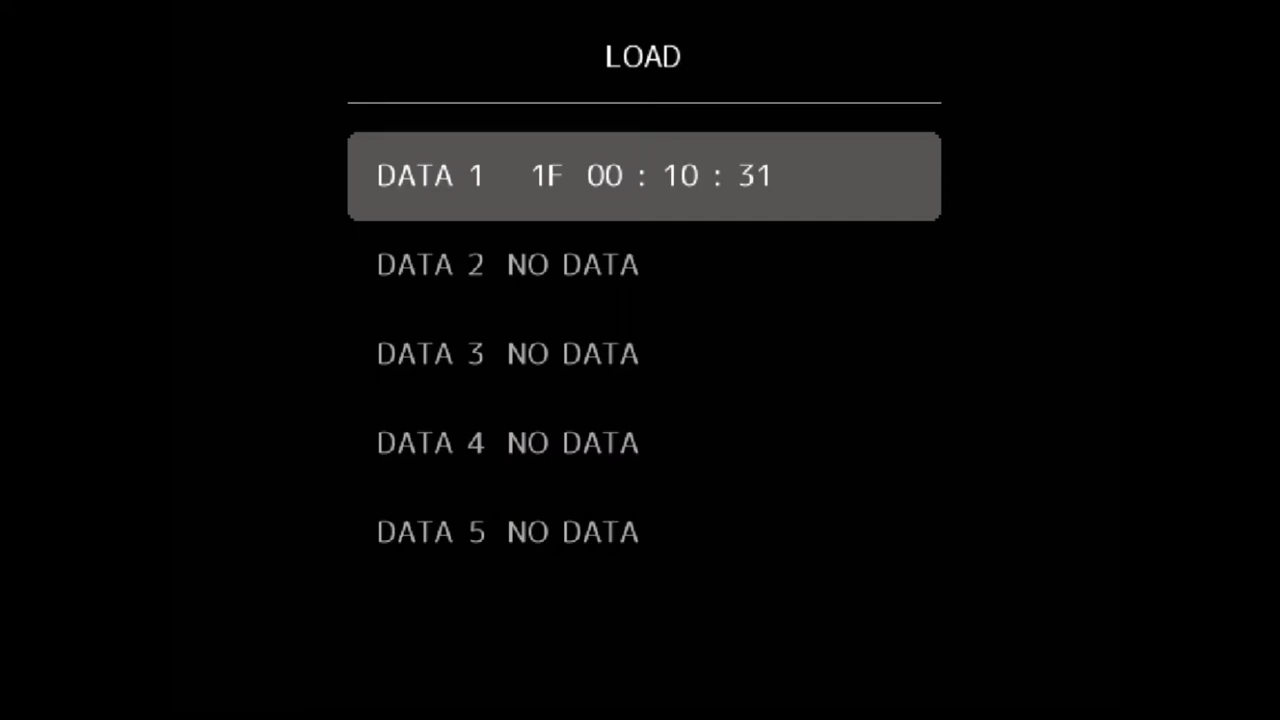 LOAD
DATA 1 1F 00 : 10 : 31
DATA 2 NO DATA
DATA 3 NO DATA
DATA 4 NO DATA
DATA 5 NO DATA